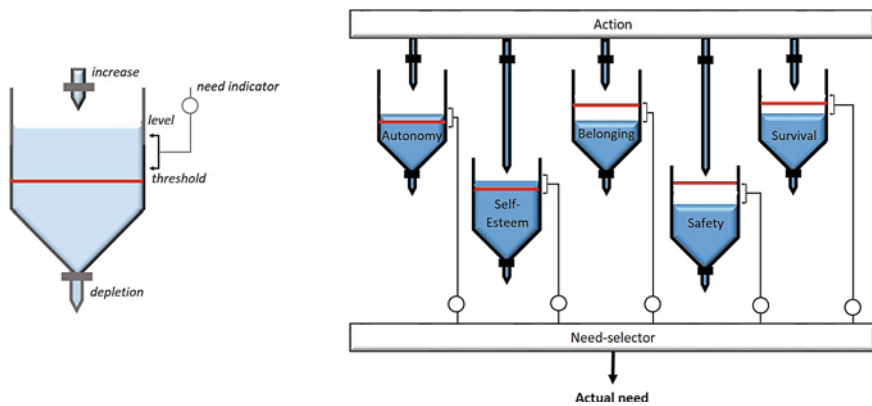 increase
need indicator
level
threshold
depletion
Action
Autonomy
Belonging
Survival
Self-
Esteem
Safety
Need-selector
Actual need